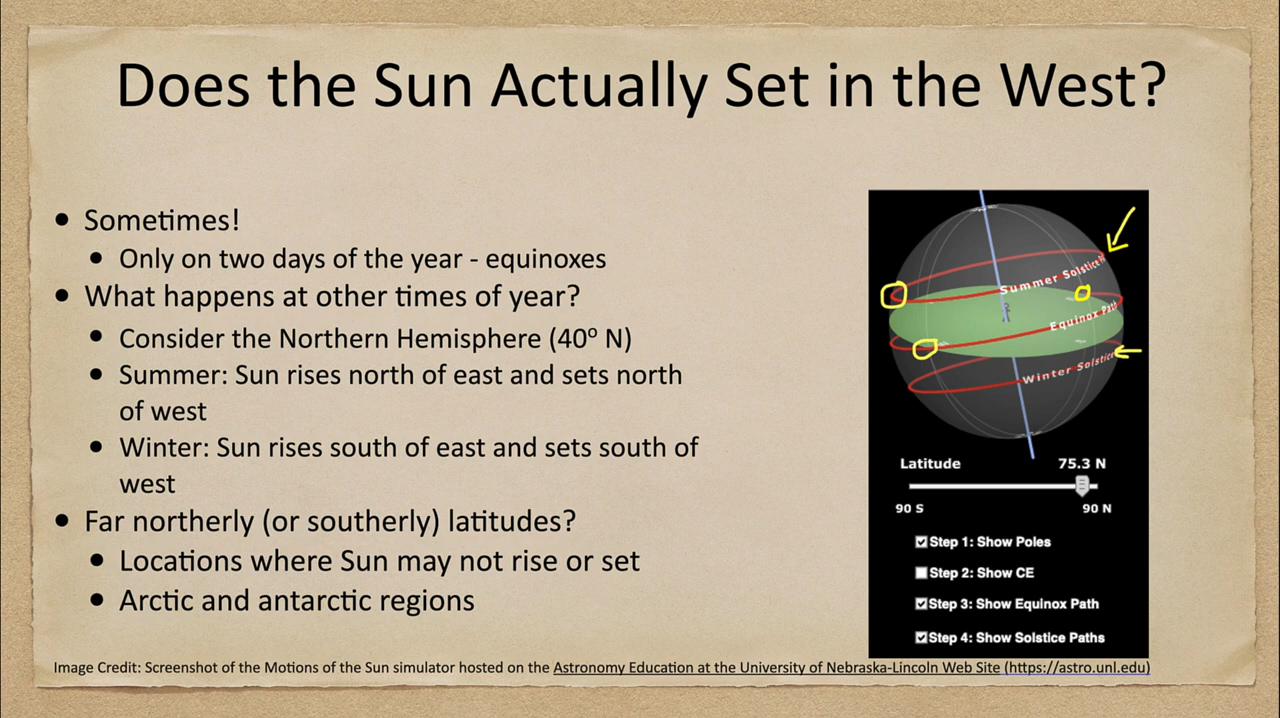 Does the Sun Actually Set in the West?
• Sometimes!
• Only on two days of the year - equinoxes
• What happens at other times of year?
• Consider the Northern Hemisphere (40º N)
• Summer: Sun rises north of east and sets north
of west
• Winter: Sun rises south of east and sets south of
west
• Far northerly (or southerly) latitudes?
• Locations where Sun may not rise or set
• Arctic and antarctic regions
Summer Solstice
Equinox Path
Winter Solstice
Latitude 75.3 N
90 S 90 N
Step 1: Show Poles
Step 2: Show CE
Step 3: Show Equinox Path
Step 4: Show Solstice Paths
Image Credit: Screenshot of the Motions of the Sun simulator hosted on the Astronomy Education at the University of Nebraska-Lincoln Web Site (https://astro.unl.edu)